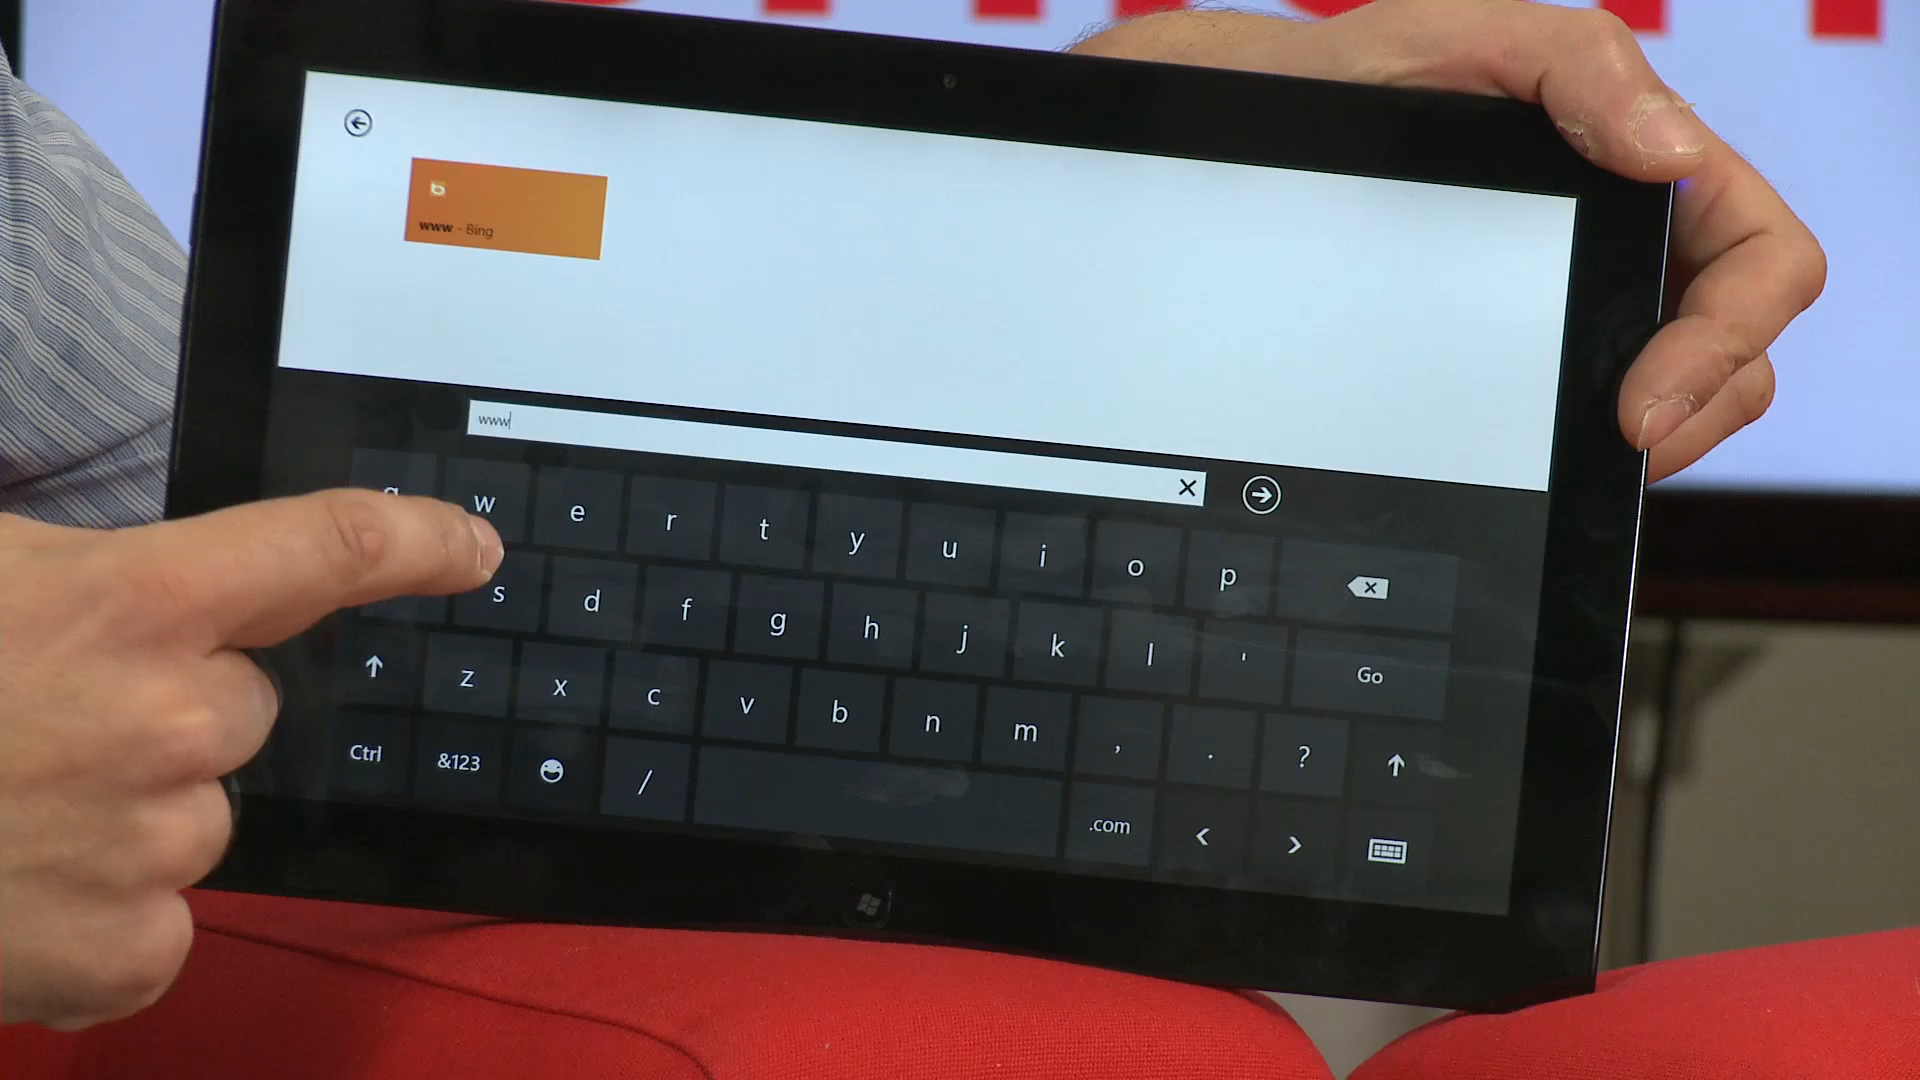 www - Bing
www
q w e r t y u i o p
s d f g h j k l ' Go
z x c v b n m , . ?
Ctrl &123 / .com < >